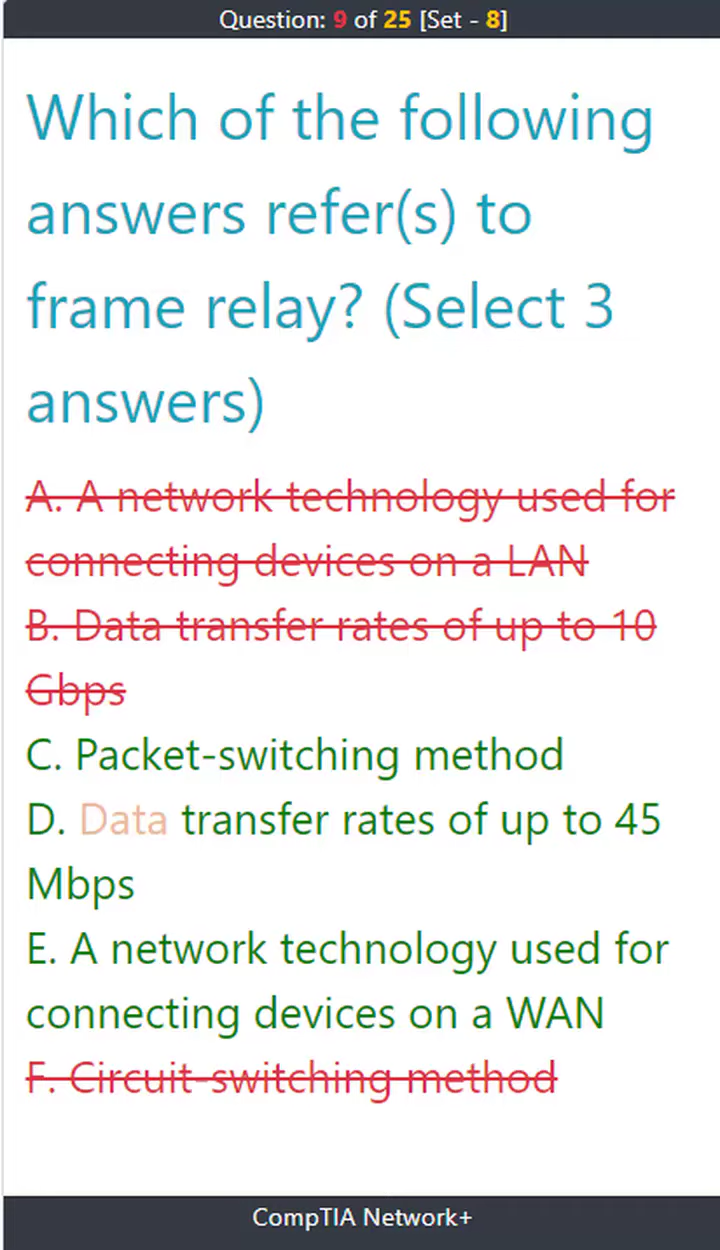 Question: 9 of 25 [Set - 8]
Which of the following
answers refer(s) to
frame relay? (Select 3
answers)
A. A network technology used for
connecting devices on a LAN
B. Data transfer rates of up to 10
Gbps
C. Packet-switching method
D. Data transfer rates of up to 45
Mbps
E. A network technology used for
connecting devices on a WAN
F. Circuit-switching method
CompTIA Network+